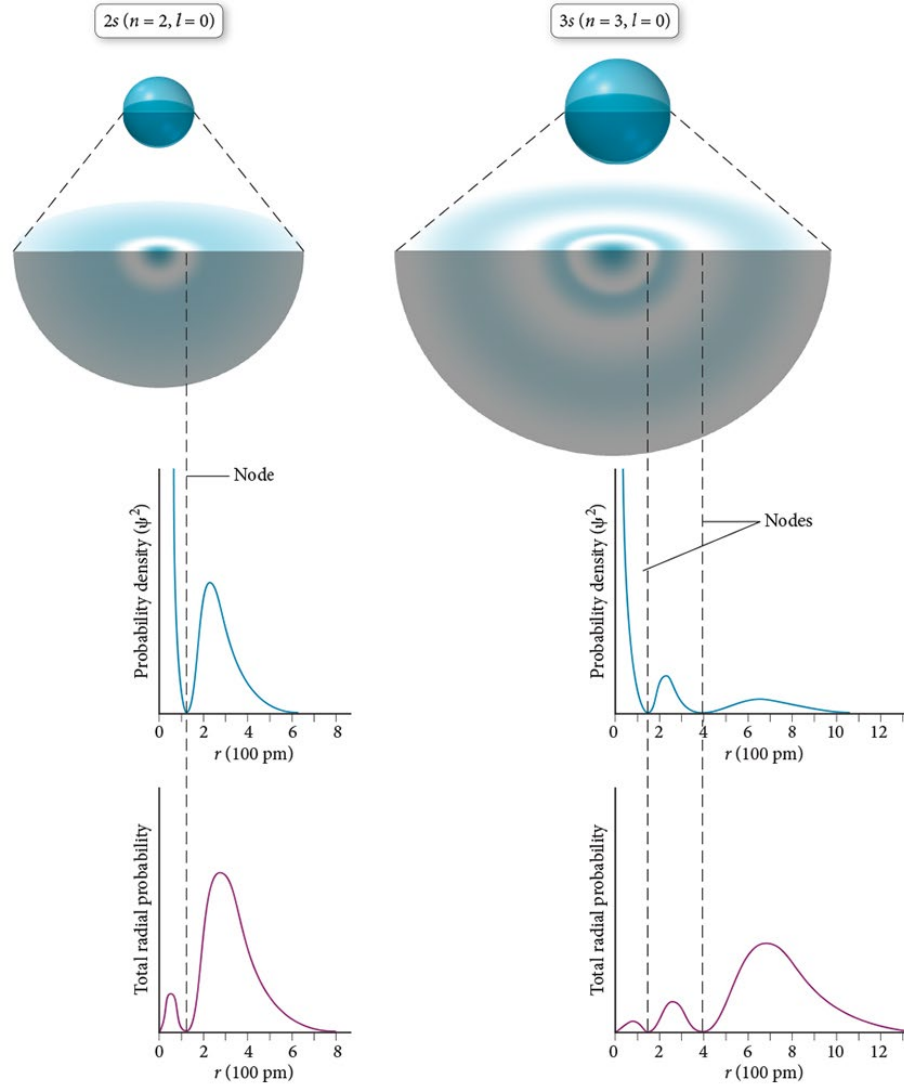 2s (n = 2, l = 0)
3s (n = 3, l = 0)
Node
Probability density (ψ²)
0 2 4 6 8
r (100 pm)
Nodes
Probability density (ψ²)
0 2 4 6 8 10 12
r (100 pm)
Total radial probability
0 2 4 6 8
r (100 pm)
Total radial probability
0 2 4 6 8 10 12
r (100 pm)